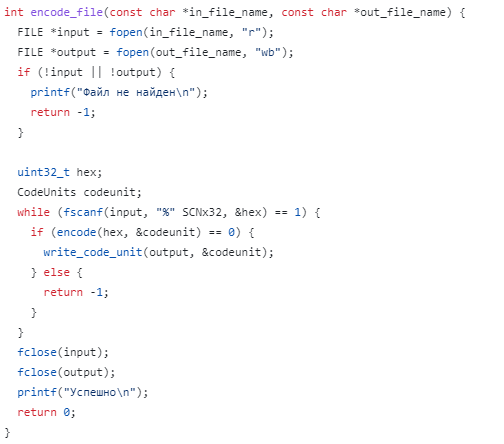 int encode_file(const char *in_file_name, const char *out_file_name) {
  FILE *input = fopen(in_file_name, "r");
  FILE *output = fopen(out_file_name, "wb");
  if (!input || !output) {
    printf("Файл не найден\n");
    return -1;
  }

  uint32_t hex;
  CodeUnits codeunit;
  while (fscanf(input, "%" SCNx32, &hex) == 1) {
    if (encode(hex, &codeunit) == 0) {
      write_code_unit(output, &codeunit);
    } else {
      return -1;
    }
  }
  fclose(input);
  fclose(output);
  printf("Успешно\n");
  return 0;
}